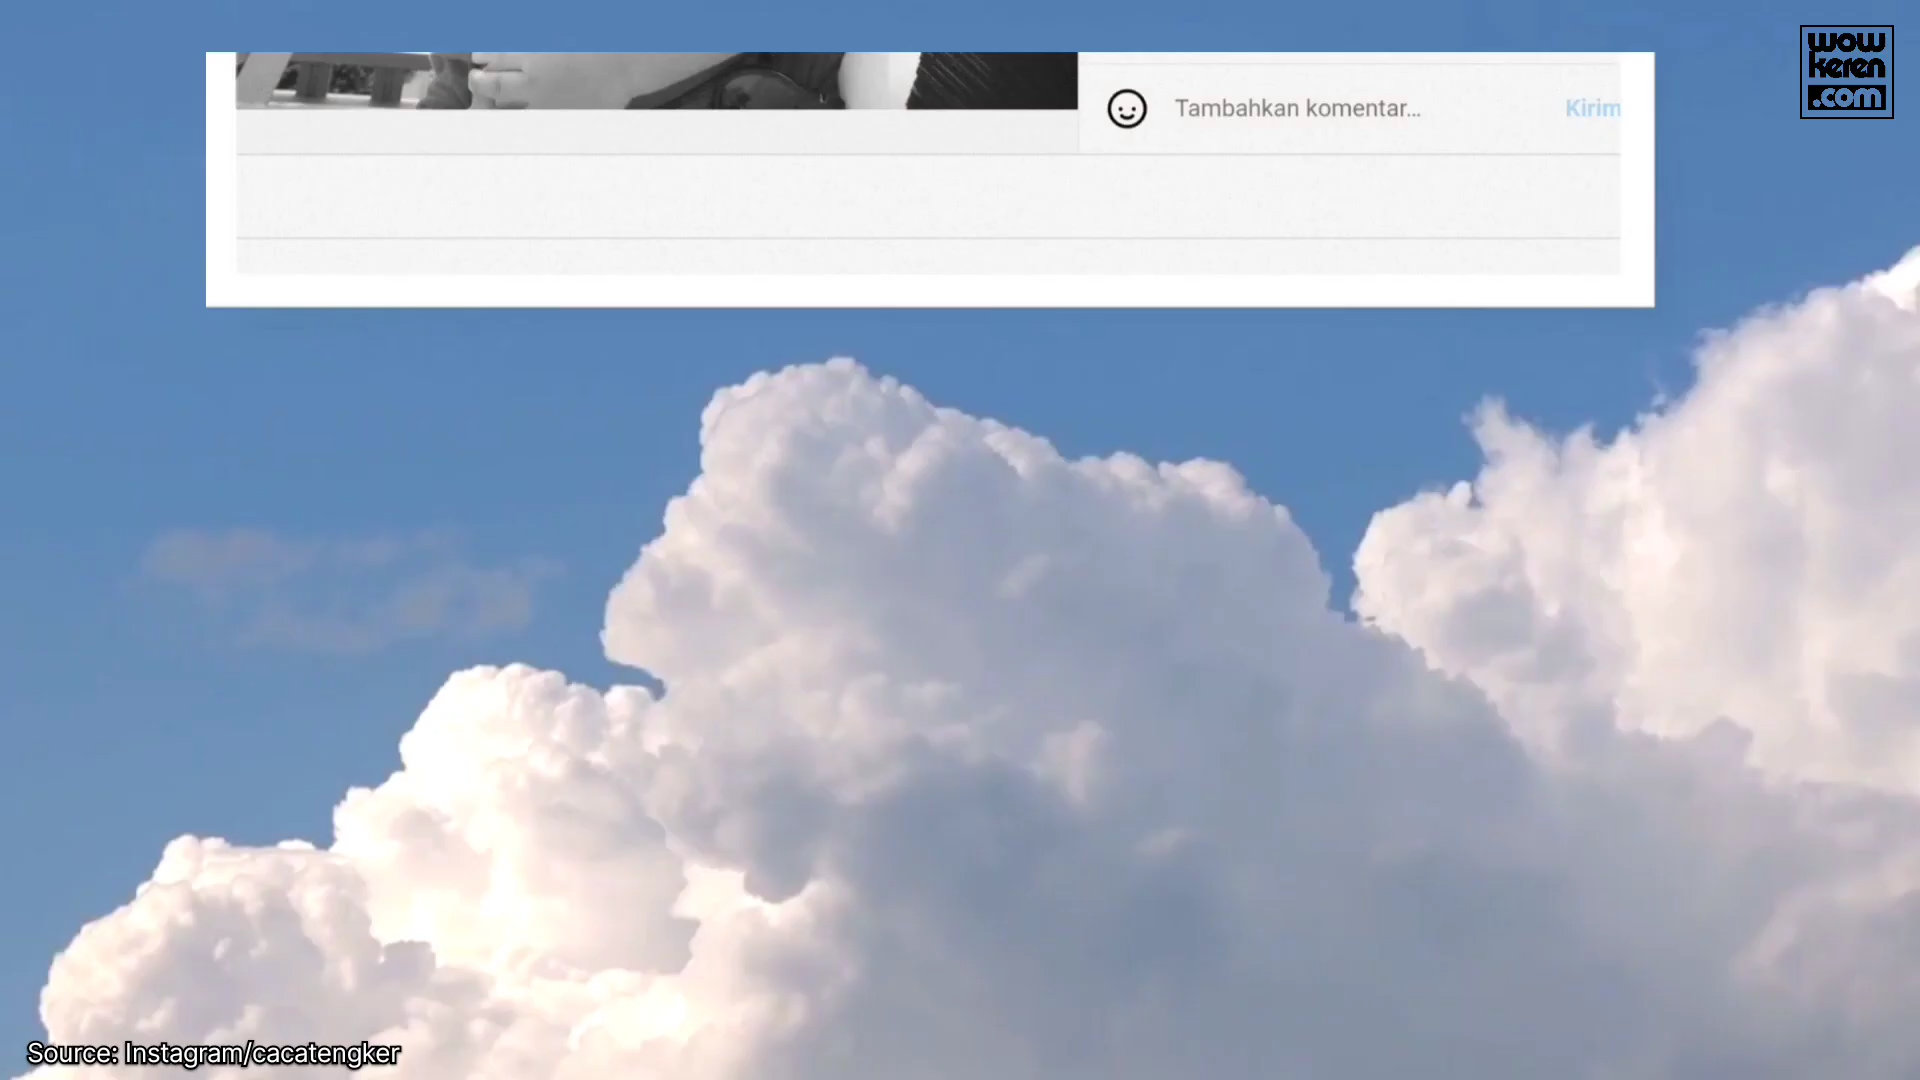 wow
keren
.com
Tambahkan komentar...
Kirim
Source: Instagram/cacatengker